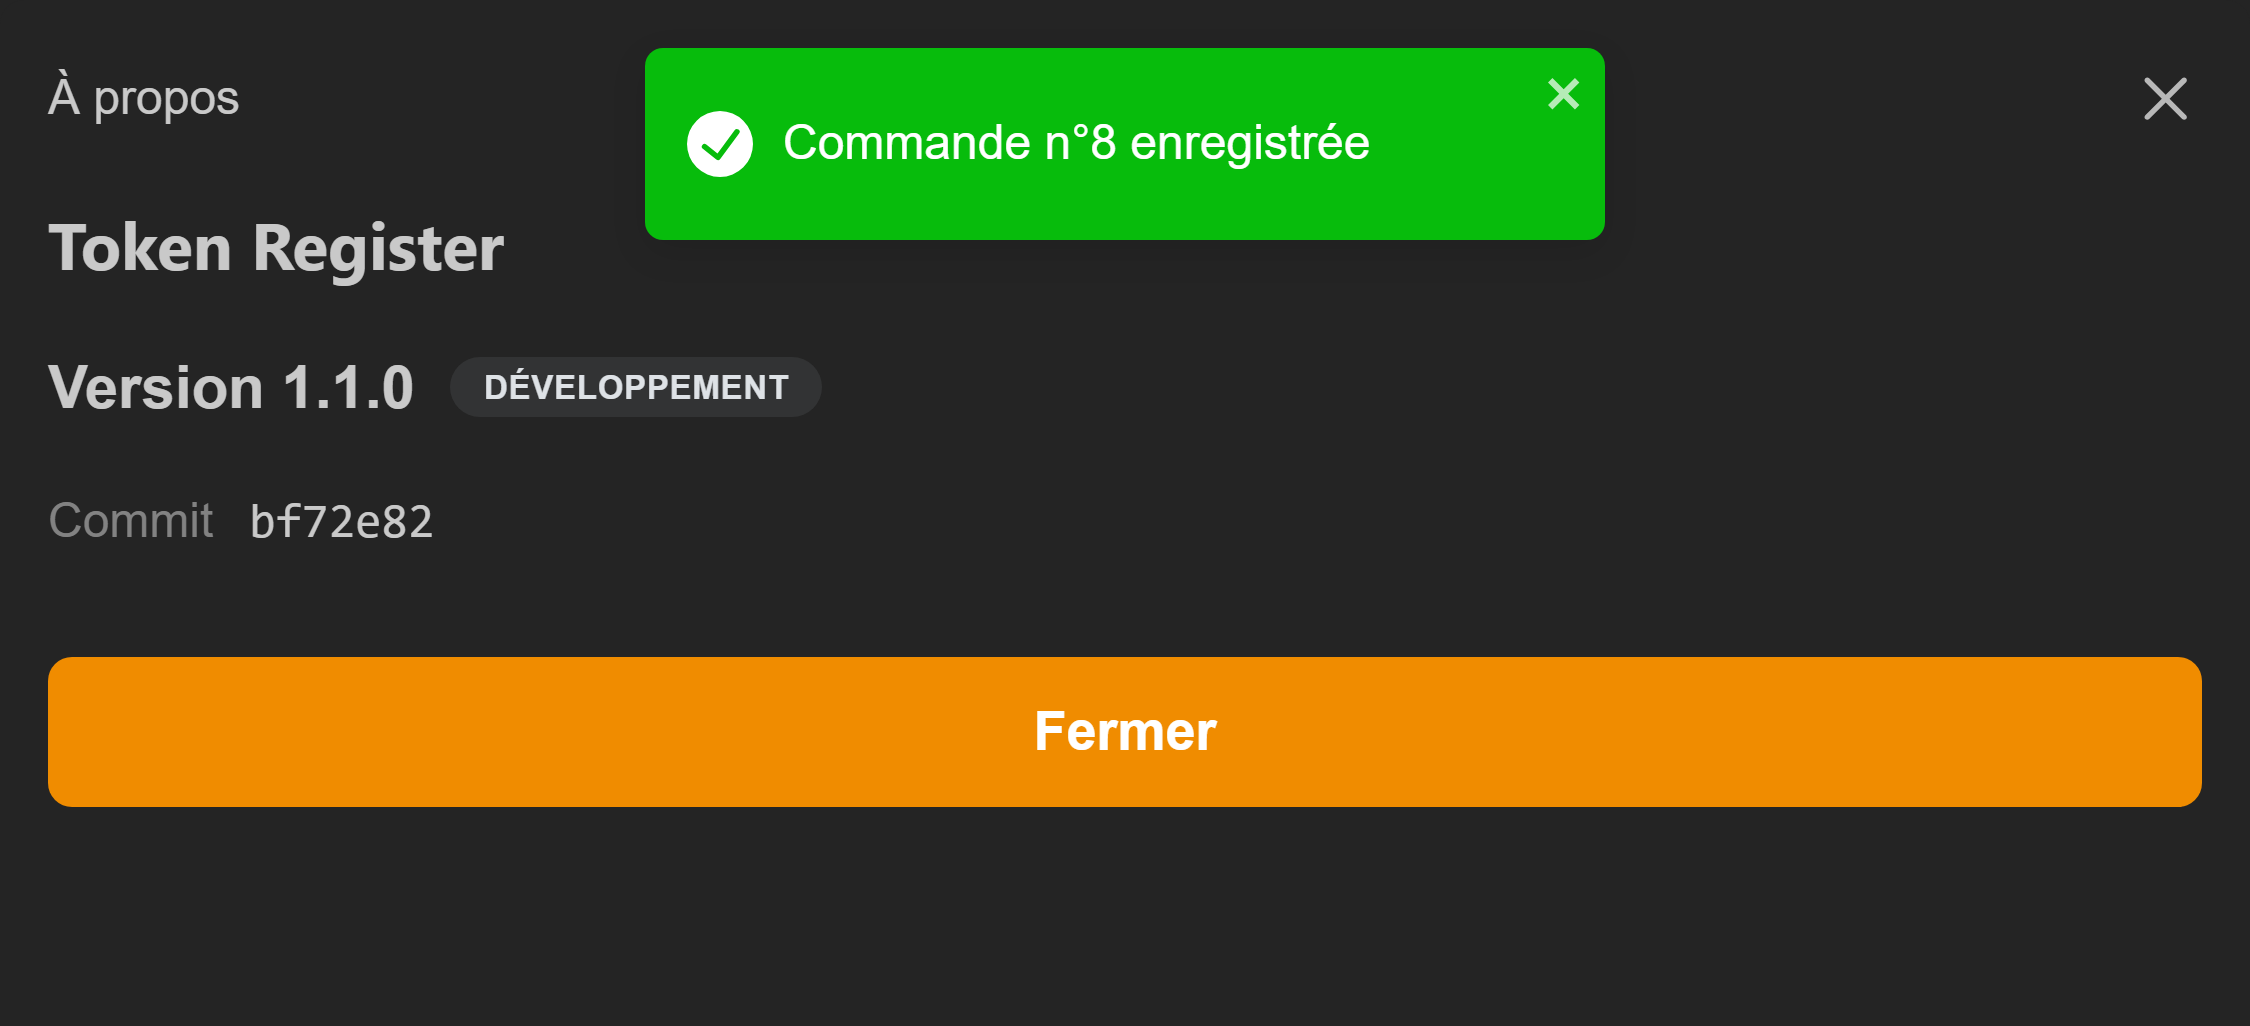 À propos
Commande n°8 enregistrée
Token Register
Version 1.1.0 DÉVELOPPEMENT
Commit bf72e82
Fermer